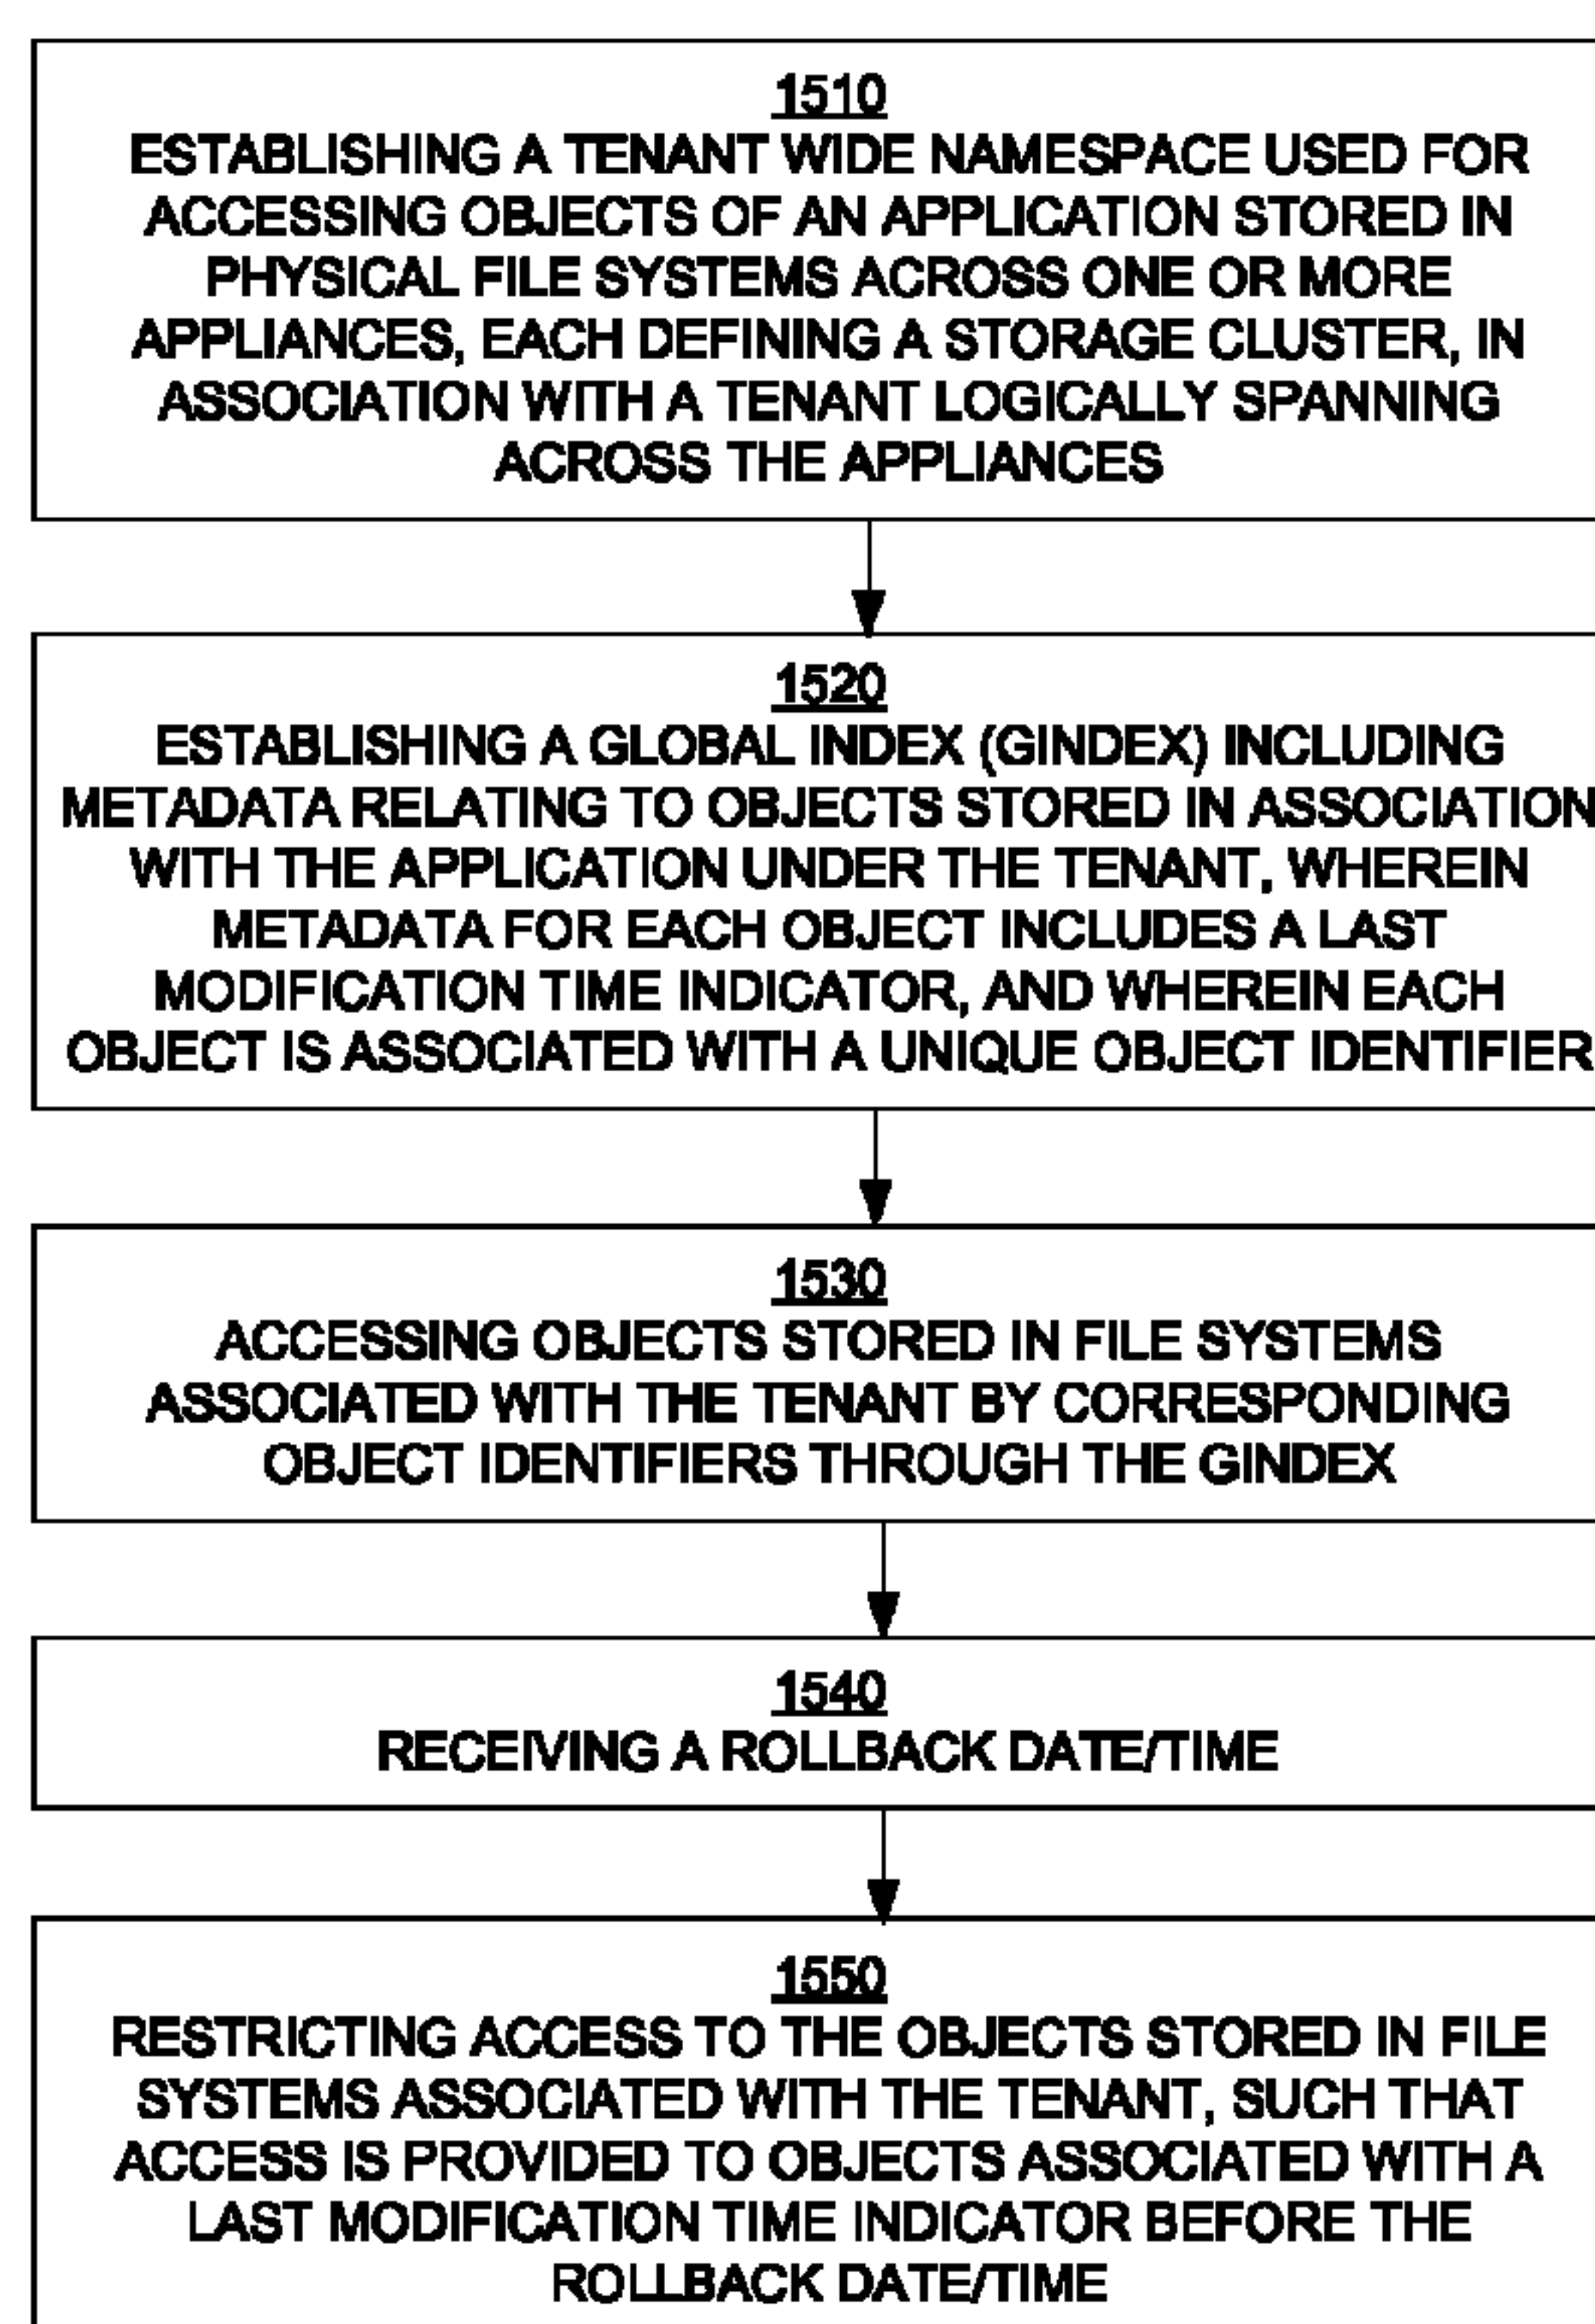 1510
ESTABLISHING A TENANT WIDE NAMESPACE USED FOR
ACCESSING OBJECTS OF AN APPLICATION STORED IN
PHYSICAL FILE SYSTEMS ACROSS ONE OR MORE
APPLIANCES, EACH DEFINING A STORAGE CLUSTER, IN
ASSOCIATION WITH A TENANT LOGICALLY SPANNING
ACROSS THE APPLIANCES
1520
ESTABLISHING A GLOBAL INDEX (GINDEX) INCLUDING
METADATA RELATING TO OBJECTS STORED IN ASSOCIATION
WITH THE APPLICATION UNDER THE TENANT, WHEREIN
METADATA FOR EACH OBJECT INCLUDES A LAST
MODIFICATION TIME INDICATOR, AND WHEREIN EACH
OBJECT IS ASSOCIATED WITH A UNIQUE OBJECT IDENTIFIER
1530
ACCESSING OBJECTS STORED IN FILE SYSTEMS
ASSOCIATED WITH THE TENANT BY CORRESPONDING
OBJECT IDENTIFIERS THROUGH THE GINDEX
1540
RECEIVING A ROLLBACK DATE/TIME
1550
RESTRICTING ACCESS TO THE OBJECTS STORED IN FILE
SYSTEMS ASSOCIATED WITH THE TENANT, SUCH THAT
ACCESS IS PROVIDED TO OBJECTS ASSOCIATED WITH A
LAST MODIFICATION TIME INDICATOR BEFORE THE
ROLLBACK DATE/TIME